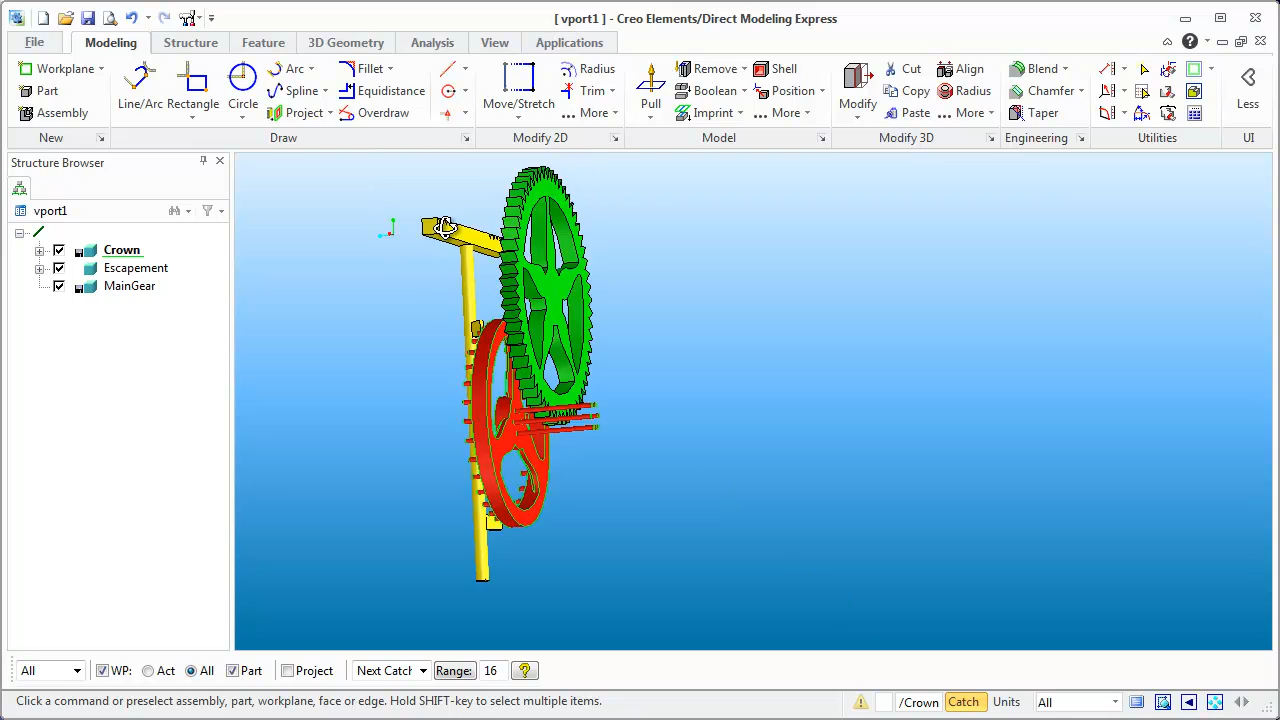 [ vport1 ] - Creo Elements/Direct Modeling Express
File Modeling Structure Feature 3D Geometry Analysis View Applications
Workplane Line/Arc Rectangle Circle Arc Fillet Move/Stretch Radius Pull Remove Shell Modify Cut Align Blend Less
Part Spline Equidistance Trim Boolean Position Copy Radius Chamfer
Assembly Project Overdraw ... More Imprint ... More Paste ... More Taper
New Draw Modify 2D Model Modify 3D Engineering Utilities UI
Structure Browser
vport1
Crown
Escapement
MainGear
All WP: Act All Part Project Next Catch Range: 16
Click a command or preselect assembly, part, workplane, face or edge. Hold SHIFT-key to select multiple items. /Crown Catch Units All